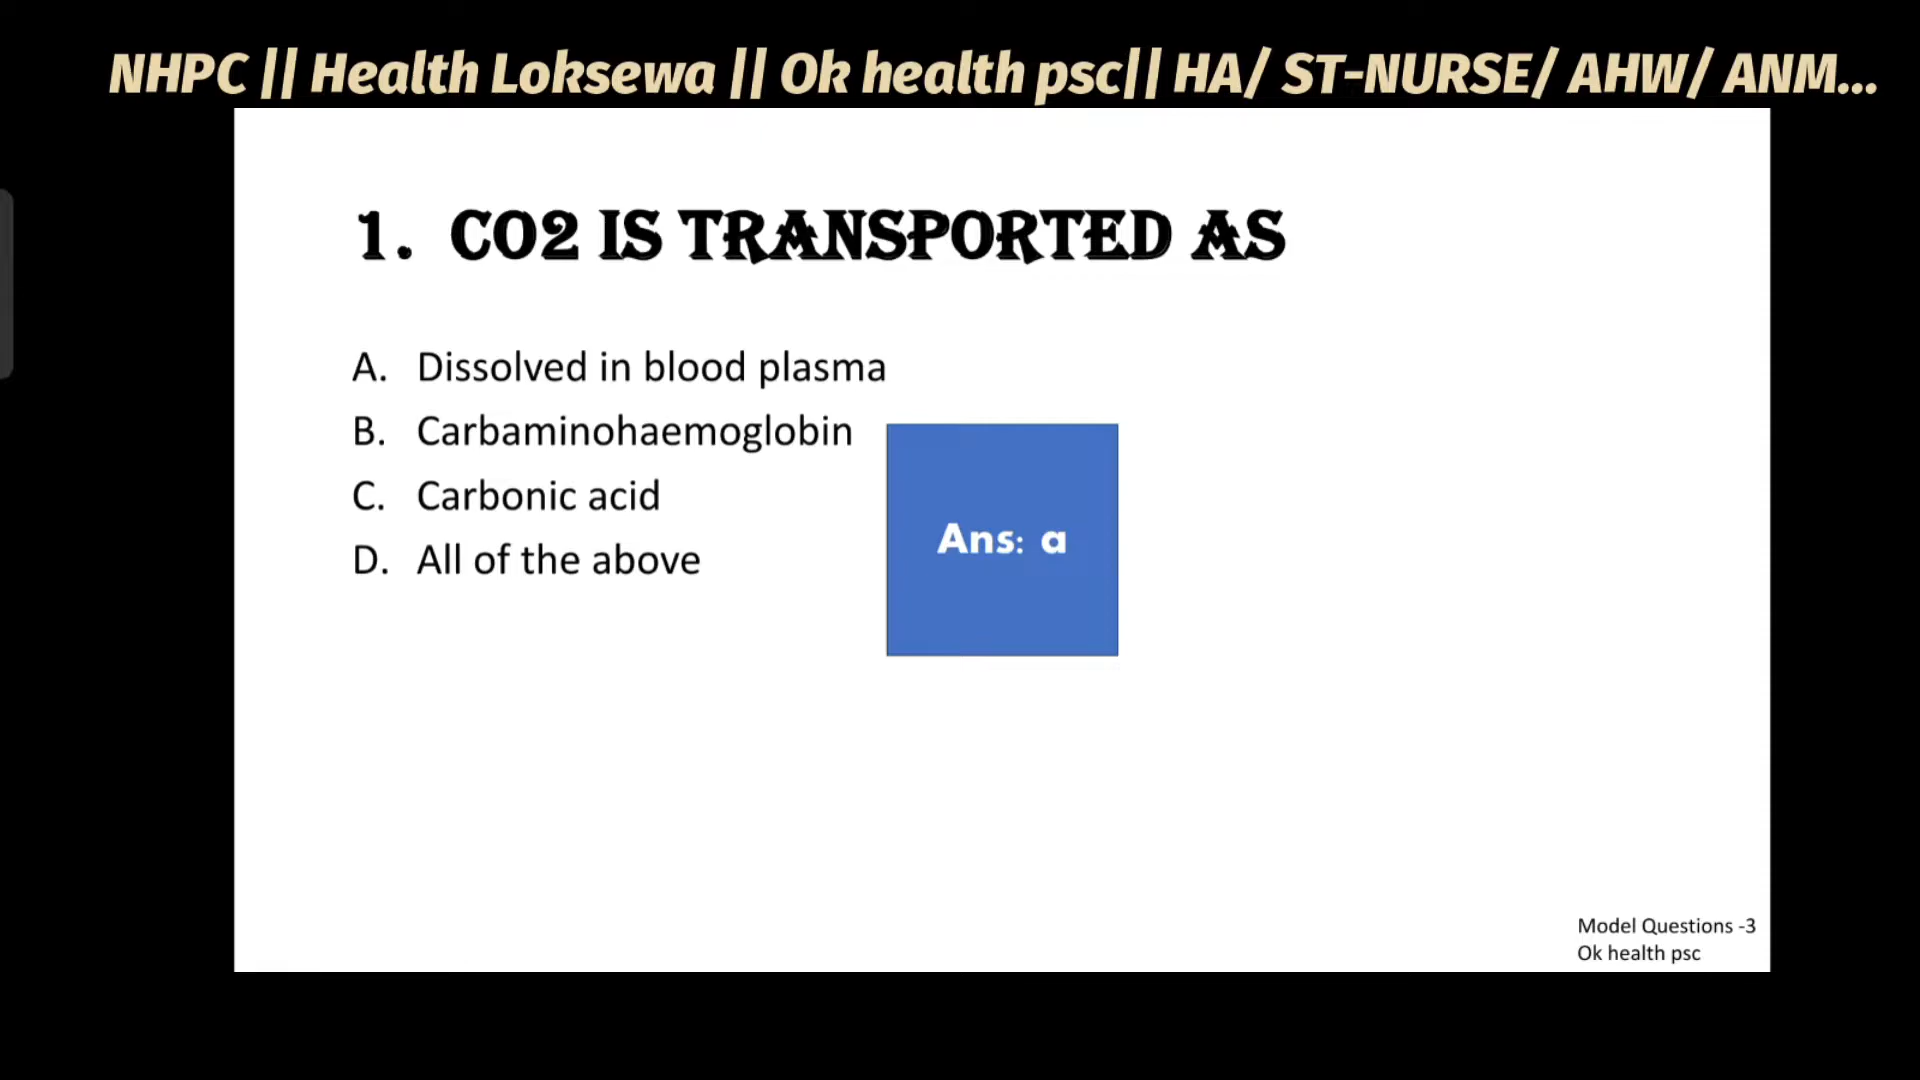 NHPC || Health Loksewa || Ok health psc|| HA/ ST-NURSE/ AHW/ ANM...
1. CO2 IS TRANSPORTED AS
A. Dissolved in blood plasma
B. Carbaminohaemoglobin
C. Carbonic acid
D. All of the above
Ans: a
Model Questions -3
Ok health psc